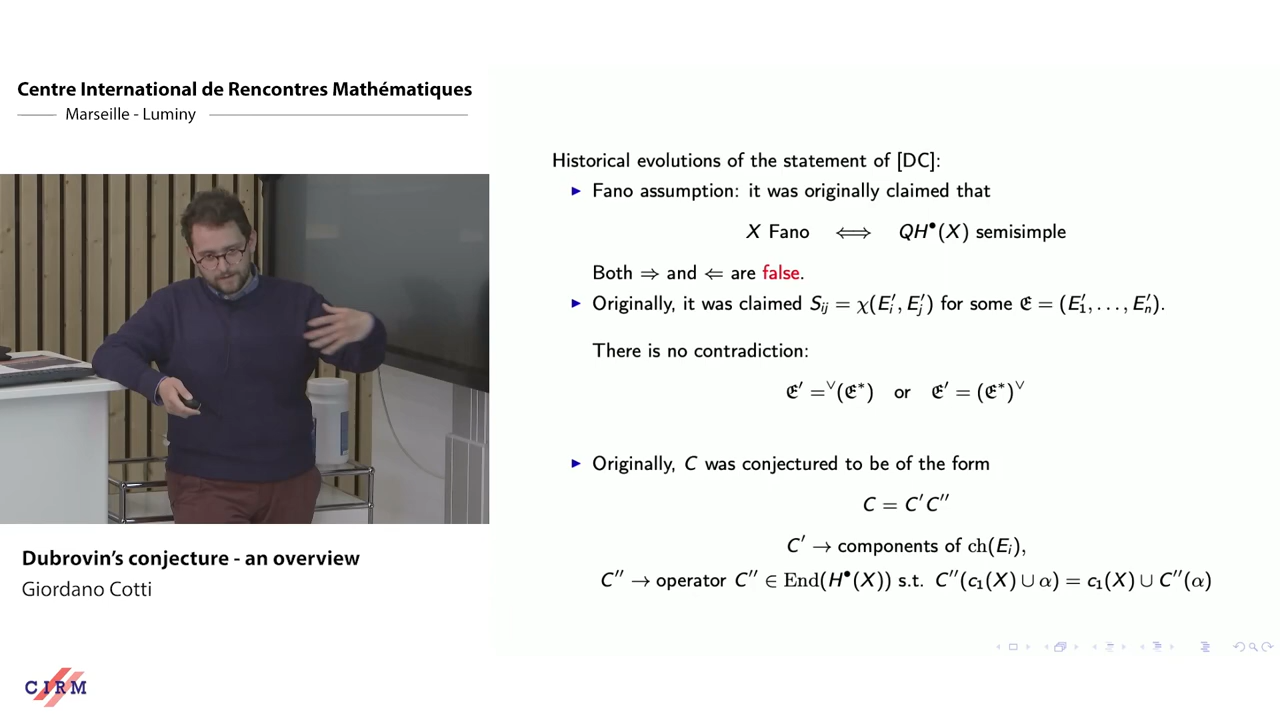 Centre International de Rencontres Mathématiques
Marseille - Luminy
Historical evolutions of the statement of [DC]:
▶ Fano assumption: it was originally claimed that
X Fano ⟺ QH•(X) semisimple
Both ⇒ and ⇐ are false.
▶ Originally, it was claimed S_{ij} = χ(E′_i, E′_j) for some 𝕰 = (E′_1, . . . , E′_n).
There is no contradiction:
𝕰′ = ^∨(𝕰*) or 𝕰′ = (𝕰*)^∨
▶ Originally, C was conjectured to be of the form
C = C′C″
C′ → components of ch(E_i),
C″ → operator C″ ∈ End(H•(X)) s.t. C″(c_1(X) ∪ α) = c_1(X) ∪ C″(α)
Dubrovin's conjecture - an overview
Giordano Cotti
CIRM